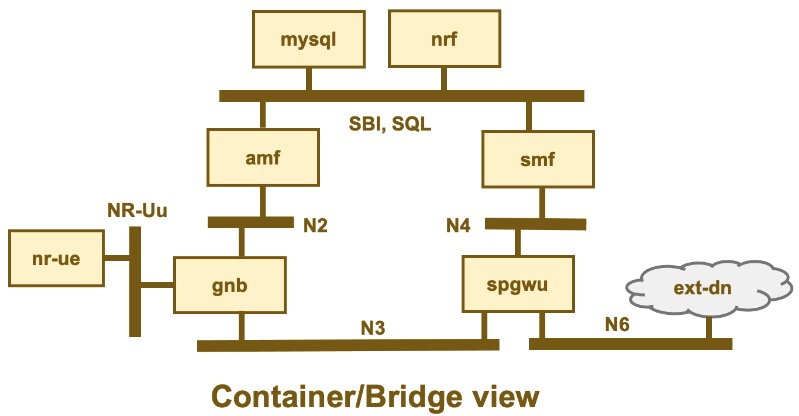 mysql
nrf
SBI, SQL
amf
smf
NR-Uu
N2
N4
nr-ue
gnb
spgwu
ext-dn
N3
N6
Container/Bridge view